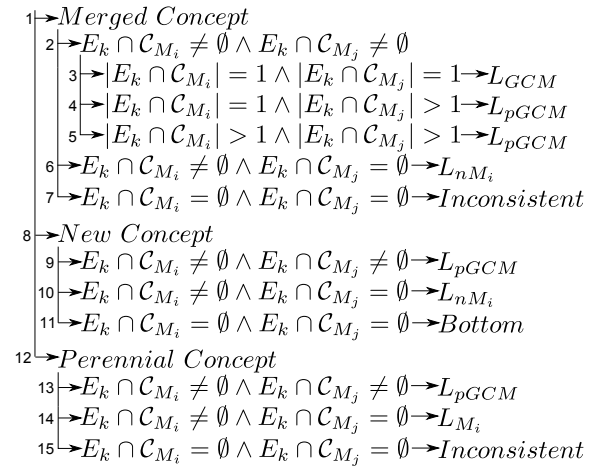 1 Merged Concept
2 E_k ∩ C_{M_i} ≠ ∅ ∧ E_k ∩ C_{M_j} ≠ ∅
3 |E_k ∩ C_{M_i}| = 1 ∧ |E_k ∩ C_{M_j}| = 1 → L_{GCM}
4 |E_k ∩ C_{M_i}| = 1 ∧ |E_k ∩ C_{M_j}| > 1 → L_{pGCM}
5 |E_k ∩ C_{M_i}| > 1 ∧ |E_k ∩ C_{M_j}| > 1 → L_{pGCM}
6 E_k ∩ C_{M_i} ≠ ∅ ∧ E_k ∩ C_{M_j} = ∅ → L_{nM_i}
7 E_k ∩ C_{M_i} = ∅ ∧ E_k ∩ C_{M_j} = ∅ → Inconsistent
8 New Concept
9 E_k ∩ C_{M_i} ≠ ∅ ∧ E_k ∩ C_{M_j} ≠ ∅ → L_{pGCM}
10 E_k ∩ C_{M_i} ≠ ∅ ∧ E_k ∩ C_{M_j} = ∅ → L_{nM_i}
11 E_k ∩ C_{M_i} = ∅ ∧ E_k ∩ C_{M_j} = ∅ → Bottom
12 Perennial Concept
13 E_k ∩ C_{M_i} ≠ ∅ ∧ E_k ∩ C_{M_j} ≠ ∅ → L_{pGCM}
14 E_k ∩ C_{M_i} ≠ ∅ ∧ E_k ∩ C_{M_j} = ∅ → L_{M_i}
15 E_k ∩ C_{M_i} = ∅ ∧ E_k ∩ C_{M_j} = ∅ → Inconsistent